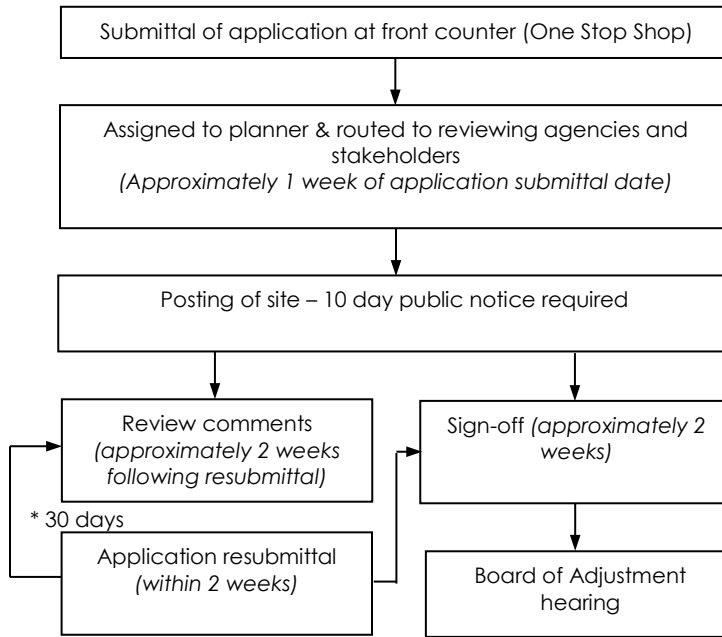 Submittal of application at front counter (One Stop Shop)
Assigned to planner & routed to reviewing agencies and
stakeholders
(Approximately 1 week of application submittal date)
Posting of site – 10 day public notice required
Review comments
(approximately 2 weeks
following resubmittal)
Sign-off (approximately 2
weeks)
* 30 days
Application resubmittal
(within 2 weeks)
Board of Adjustment
hearing